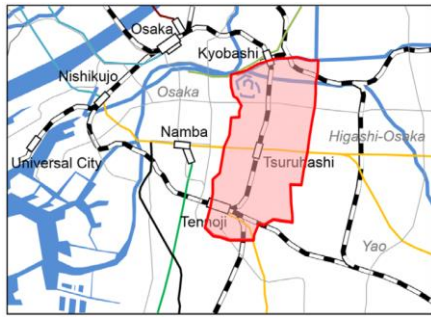 Osaka
Kyobashi
Nishikujo
Osaka
Namba
Higashi-Osaka
Universal City
Tsuruhashi
Tennoji
Yao